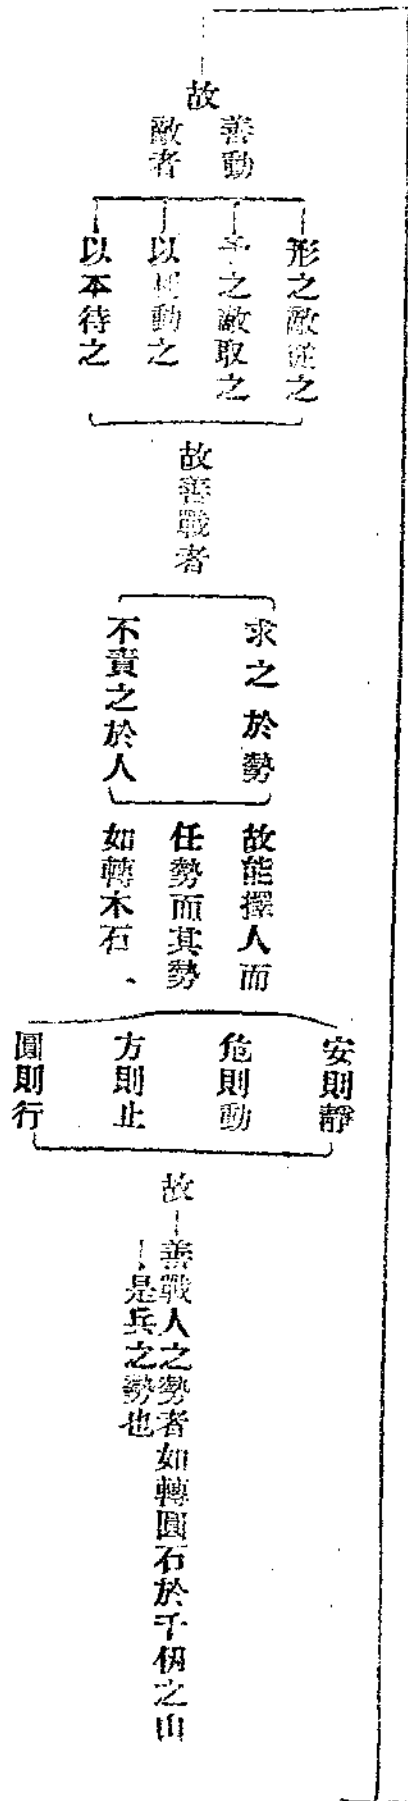 故
善動
敵者
形之敵從之
予之敵取之
以利動之
以本待之
故善戰者
求之於勢
不責之於人
故能擇人而
任勢而其勢
如轉木石、
安則靜
危則動
方則止
圓則行
故
善戰人之勢者如轉圓石於千仞之山
是兵之勢也